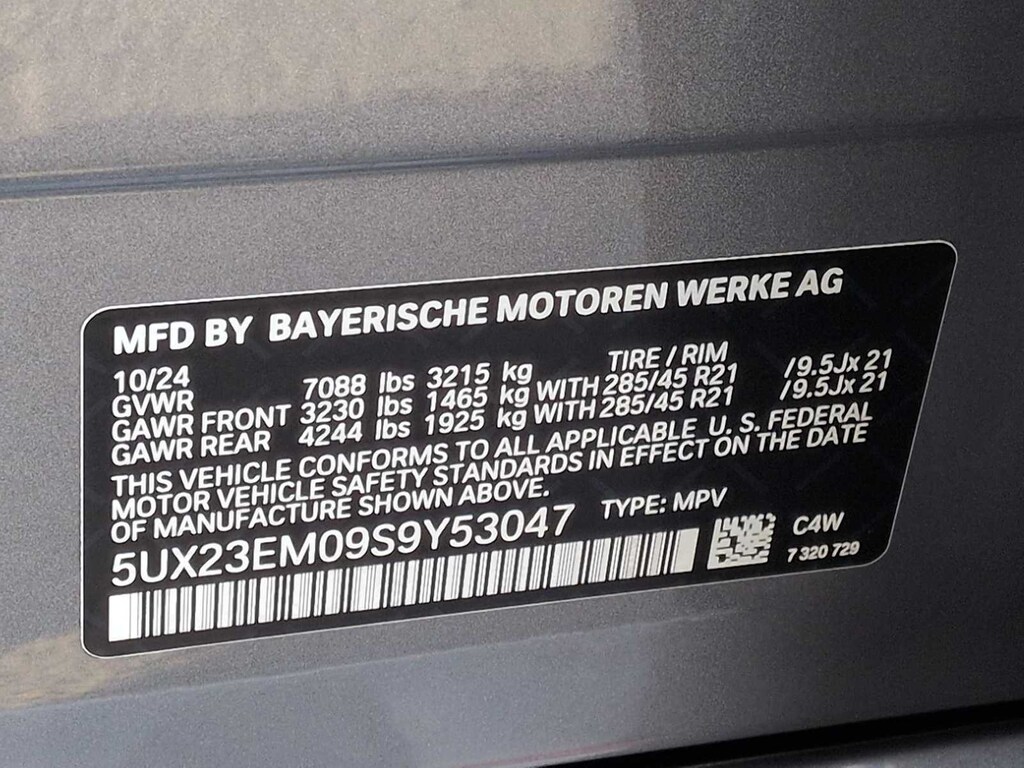 MFD BY BAYERISCHE MOTOREN WERKE AG
10/24 TIRE / RIM
GVWR 7088 lbs 3215 kg
GAWR FRONT 3230 lbs 1465 kg WITH 285/45 R21 /9.5Jx 21
GAWR REAR 4244 lbs 1925 kg WITH 285/45 R21 /9.5Jx 21
THIS VEHICLE CONFORMS TO ALL APPLICABLE U. S. FEDERAL
MOTOR VEHICLE SAFETY STANDARDS IN EFFECT ON THE DATE
OF MANUFACTURE SHOWN ABOVE.
5UX23EM09S9Y53047 TYPE: MPV
C4W
7 320 729